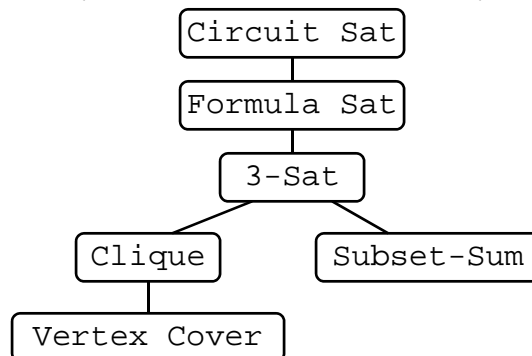 Circuit Sat
Formula Sat
3-Sat
Clique
Subset-Sum
Vertex Cover